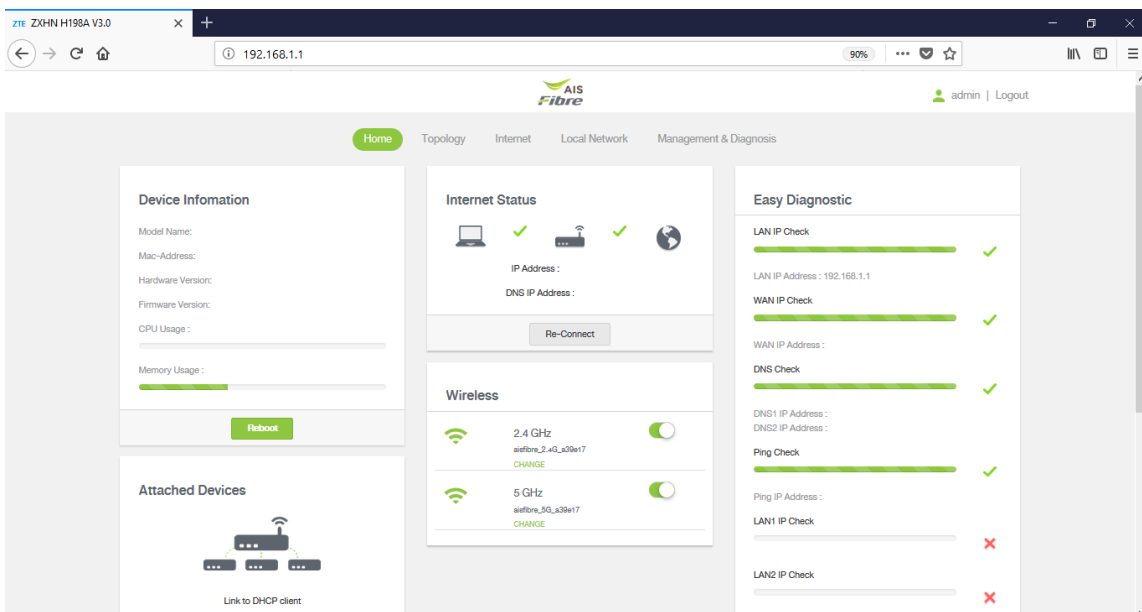 ZTE ZXHN H198A V3.0
192.168.1.1
90%
AIS
Fibre
admin | Logout
Home
Topology
Internet
Local Network
Management & Diagnosis
Device Infomation
Model Name:
Mac-Address:
Hardware Version:
Firmware Version:
CPU Usage :
Memory Usage :
Reboot
Attached Devices
Link to DHCP client
Internet Status
IP Address :
DNS IP Address :
Re-Connect
Wireless
2.4 GHz
aisfibre_2.4G_a39e17
CHANGE
5 GHz
aisfibre_5G_a39e17
CHANGE
Easy Diagnostic
LAN IP Check
LAN IP Address : 192.168.1.1
WAN IP Check
WAN IP Address :
DNS Check
DNS1 IP Address :
DNS2 IP Address :
Ping Check
Ping IP Address :
LAN1 IP Check
LAN2 IP Check